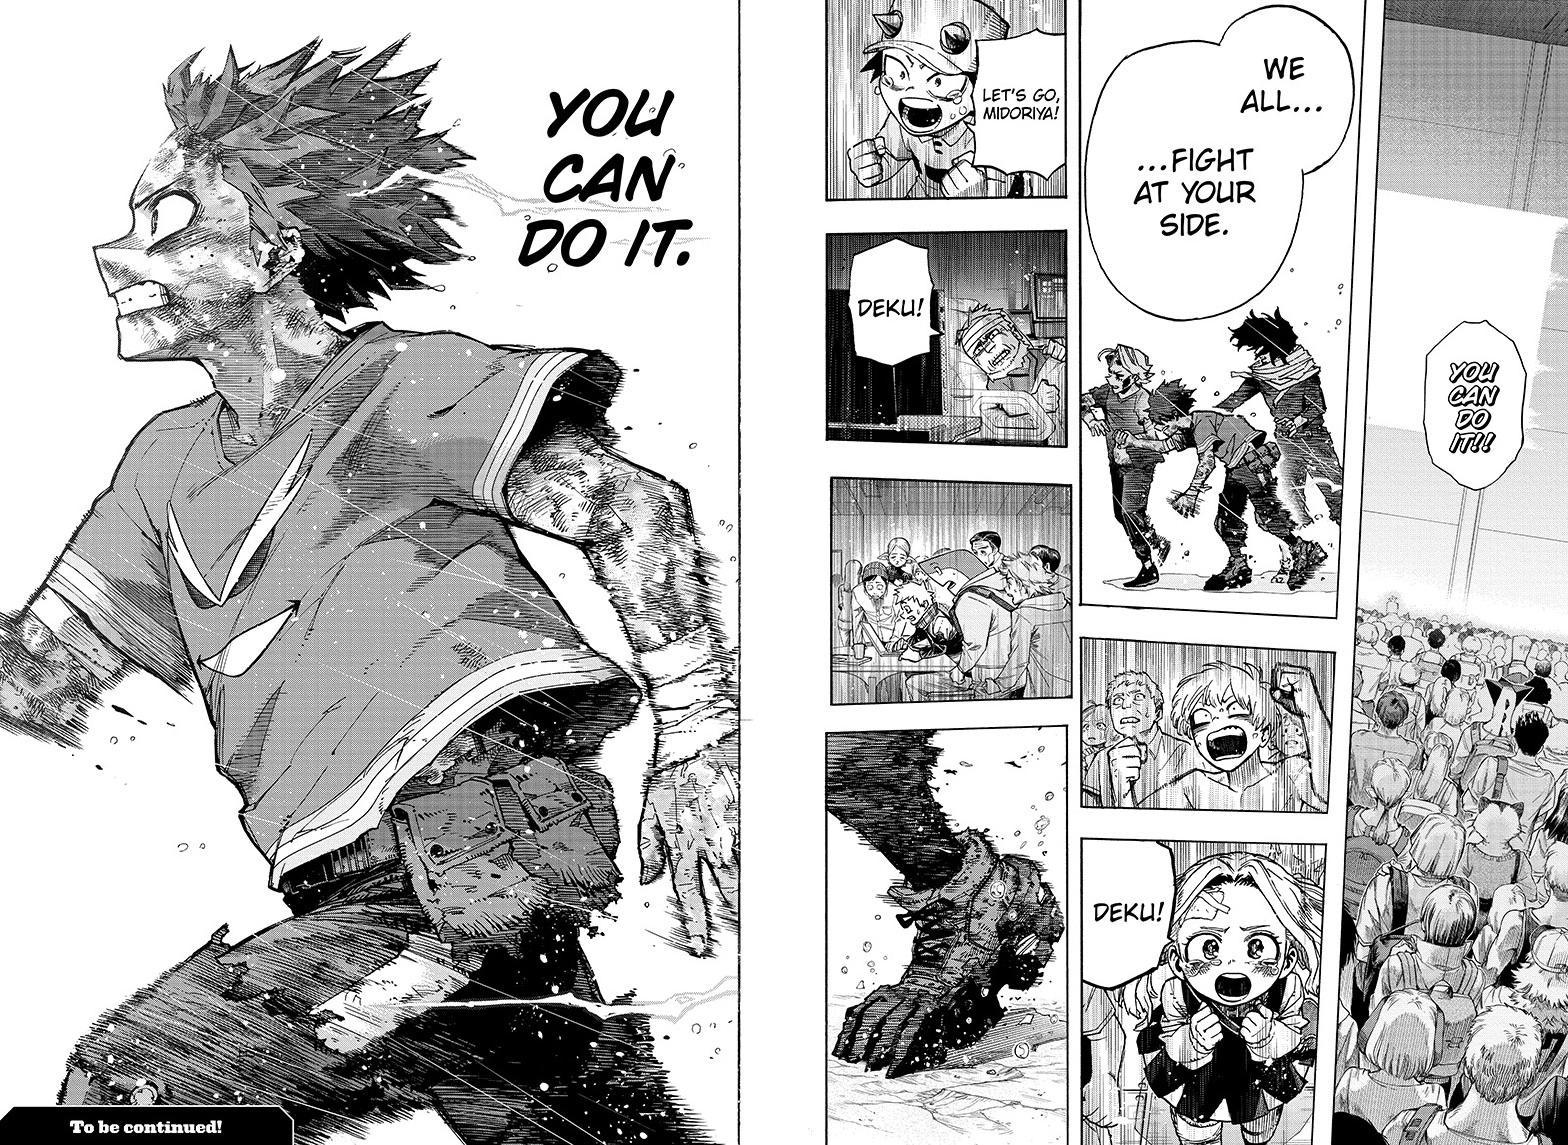 YOU
CAN
DO
IT!!
WE
ALL...
...FIGHT
AT YOUR
SIDE.
DEKU!
LET'S GO,
MIDORIYA!
DEKU!
YOU
CAN
DO IT.
To be continued!